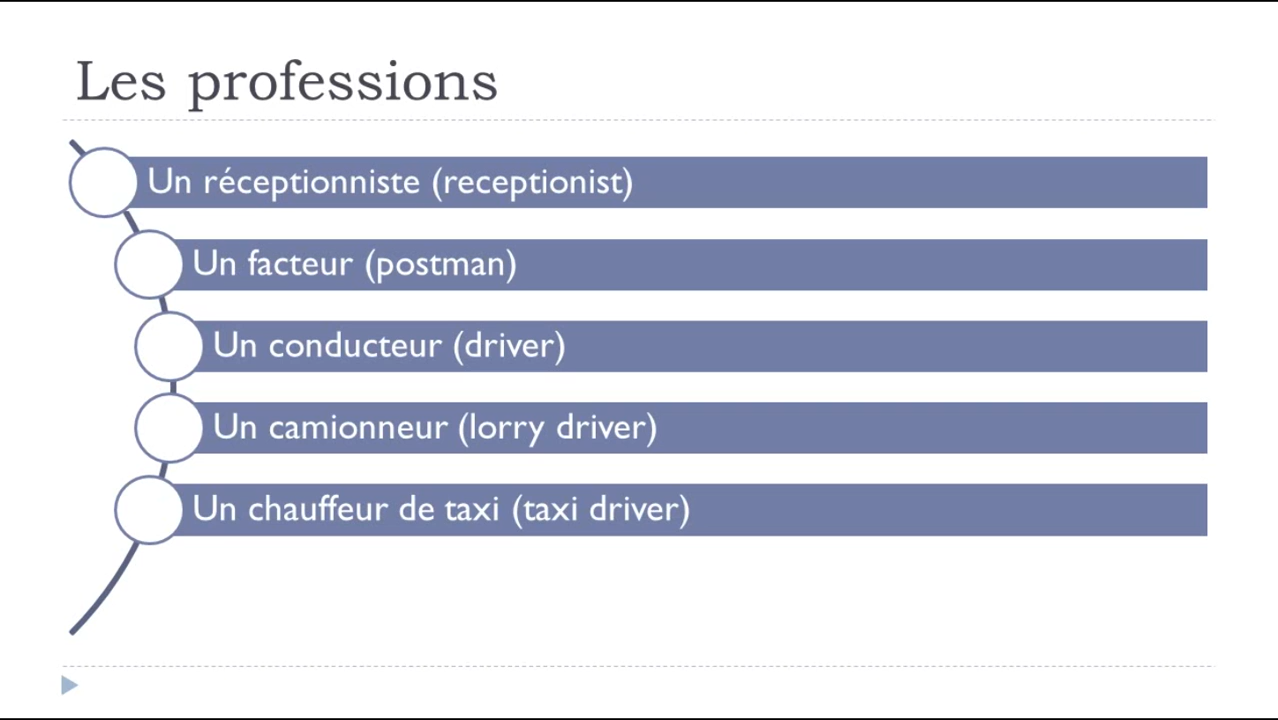 Les professions
Un réceptionniste (receptionist)
Un facteur (postman)
Un conducteur (driver)
Un camionneur (lorry driver)
Un chauffeur de taxi (taxi driver)